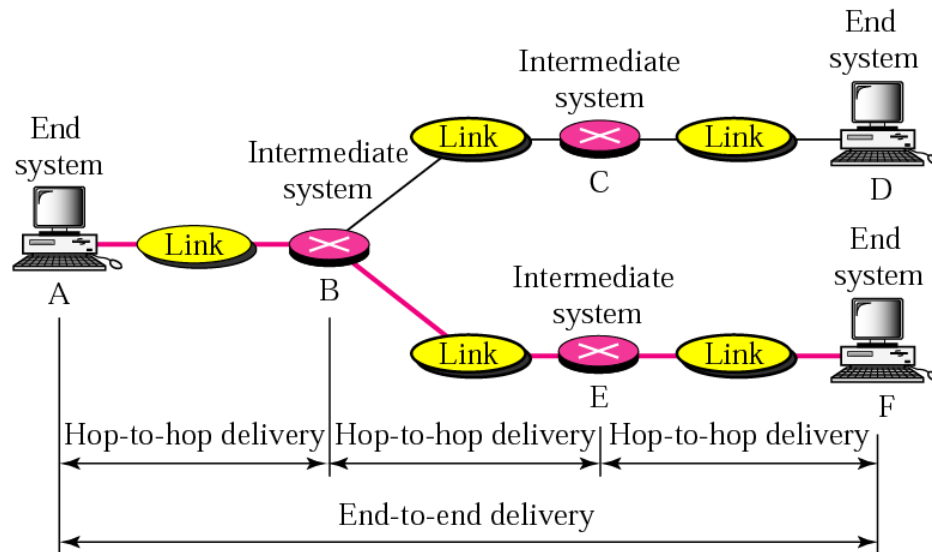 End
system
Intermediate
system
Link
Link
C
D
End
system
Intermediate
system
Link
A
B
End
system
Intermediate
system
Link
Link
E
F
Hop-to-hop delivery
Hop-to-hop delivery
Hop-to-hop delivery
End-to-end delivery